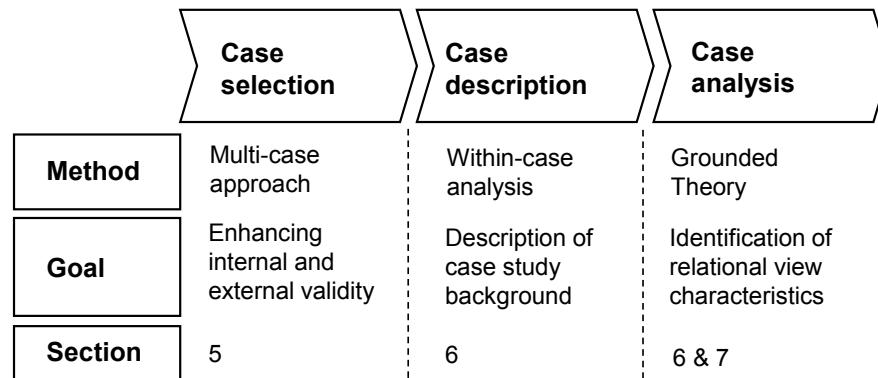 Case
selection
Case
description
Case
analysis
Method
Multi-case
approach
Within-case
analysis
Grounded
Theory
Goal
Enhancing
internal and
external validity
Description of
case study
background
Identification of
relational view
characteristics
Section
5
6
6 & 7